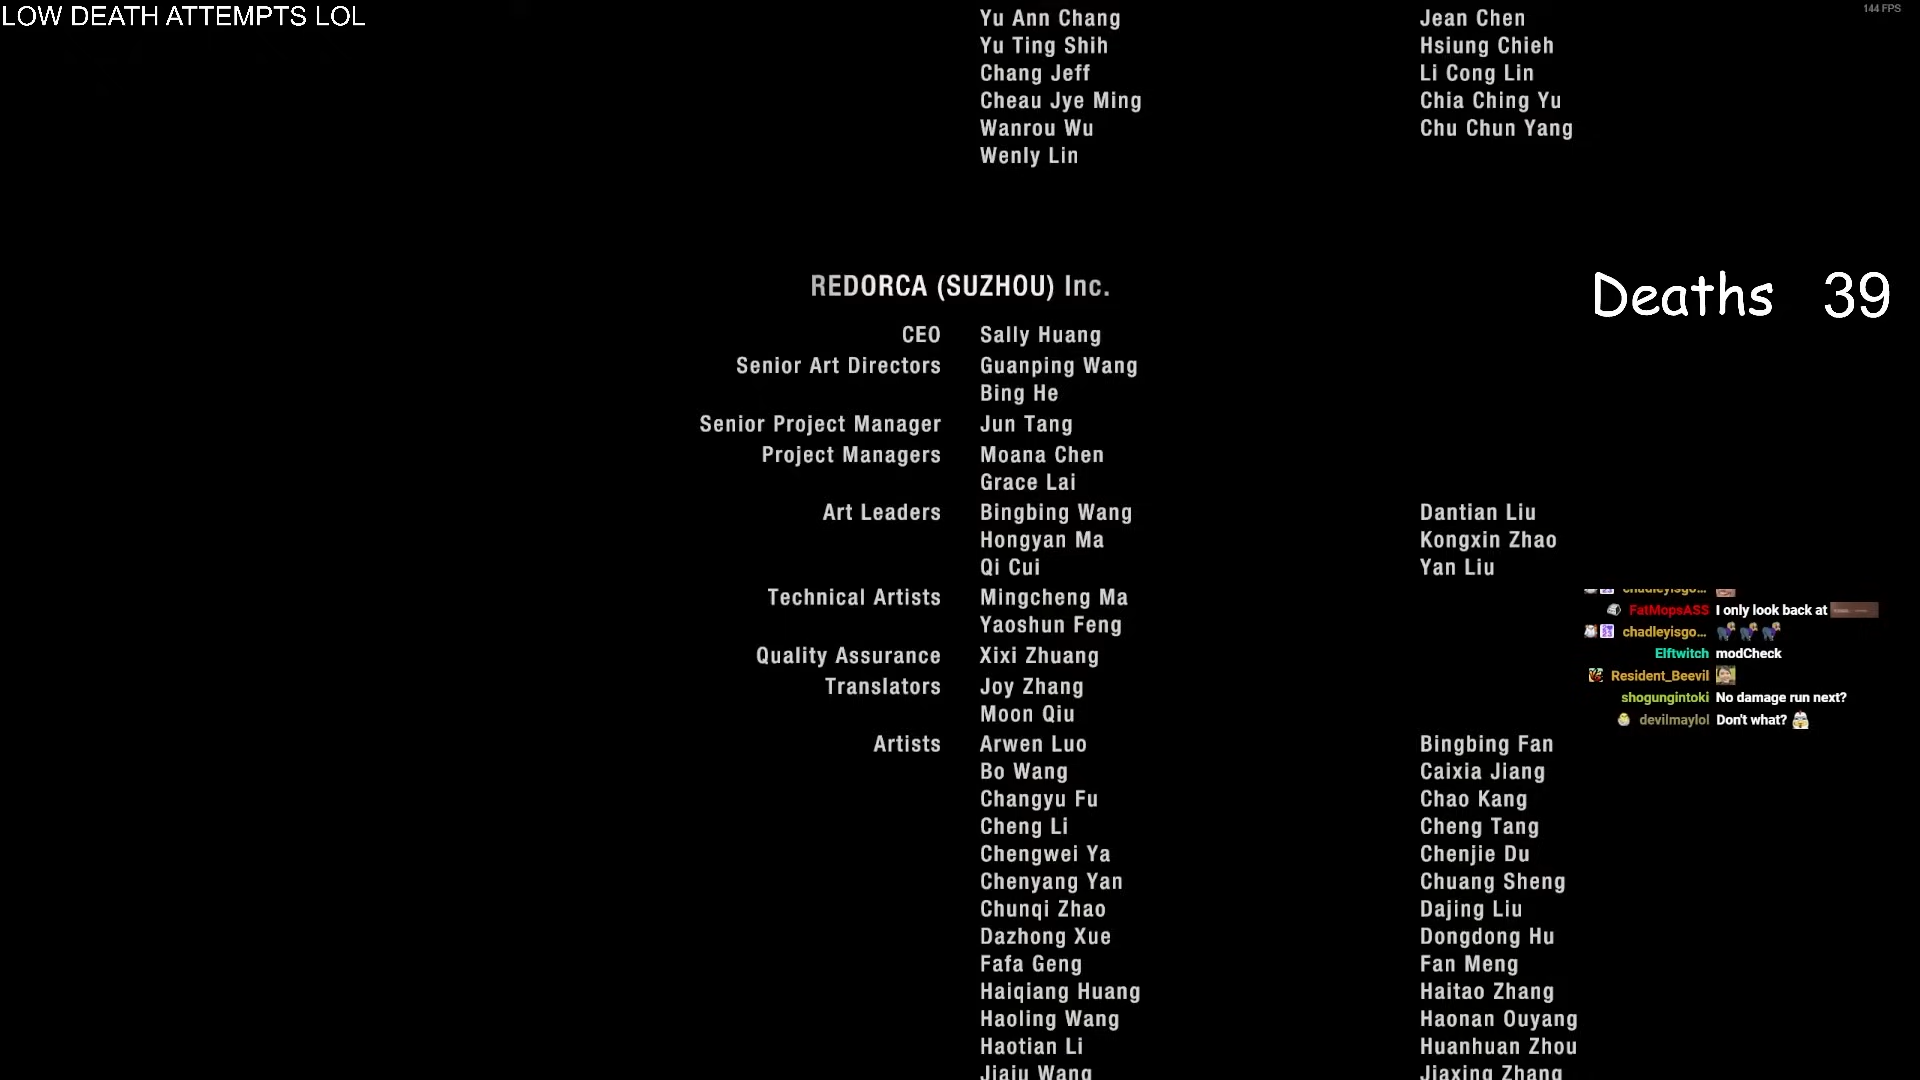 LOW DEATH ATTEMPTS LOL
144 FPS
Yu Ann Chang Jean Chen
Yu Ting Shih Hsiung Chieh
Chang Jeff Li Cong Lin
Cheau Jye Ming Chia Ching Yu
Wanrou Wu Chu Chun Yang
Wenly Lin
REDORCA (SUZHOU) Inc.
Deaths 39
CEO Sally Huang
Senior Art Directors Guanping Wang
Bing He
Senior Project Manager Jun Tang
Project Managers Moana Chen
Grace Lai
Art Leaders Bingbing Wang Dantian Liu
Hongyan Ma Kongxin Zhao
Qi Cui Yan Liu
Technical Artists Mingcheng Ma
Yaoshun Feng
Quality Assurance Xixi Zhuang
Translators Joy Zhang
Moon Qiu
Artists Arwen Luo Bingbing Fan
Bo Wang Caixia Jiang
Changyu Fu Chao Kang
Cheng Li Cheng Tang
Chengwei Ya Chenjie Du
Chenyang Yan Chuang Sheng
Chunqi Zhao Dajing Liu
Dazhong Xue Dongdong Hu
Fafa Geng Fan Meng
Haiqiang Huang Haitao Zhang
Haoling Wang Haonan Ouyang
Haotian Li Huanhuan Zhou
Jiaju Wang Jiaxing Zhang
chadleyisgo...
FatMopsASS I only look back at
chadleyisgo...
Elftwitch modCheck
Resident_Beevil
shogungintoki No damage run next?
devilmaylol Don't what?